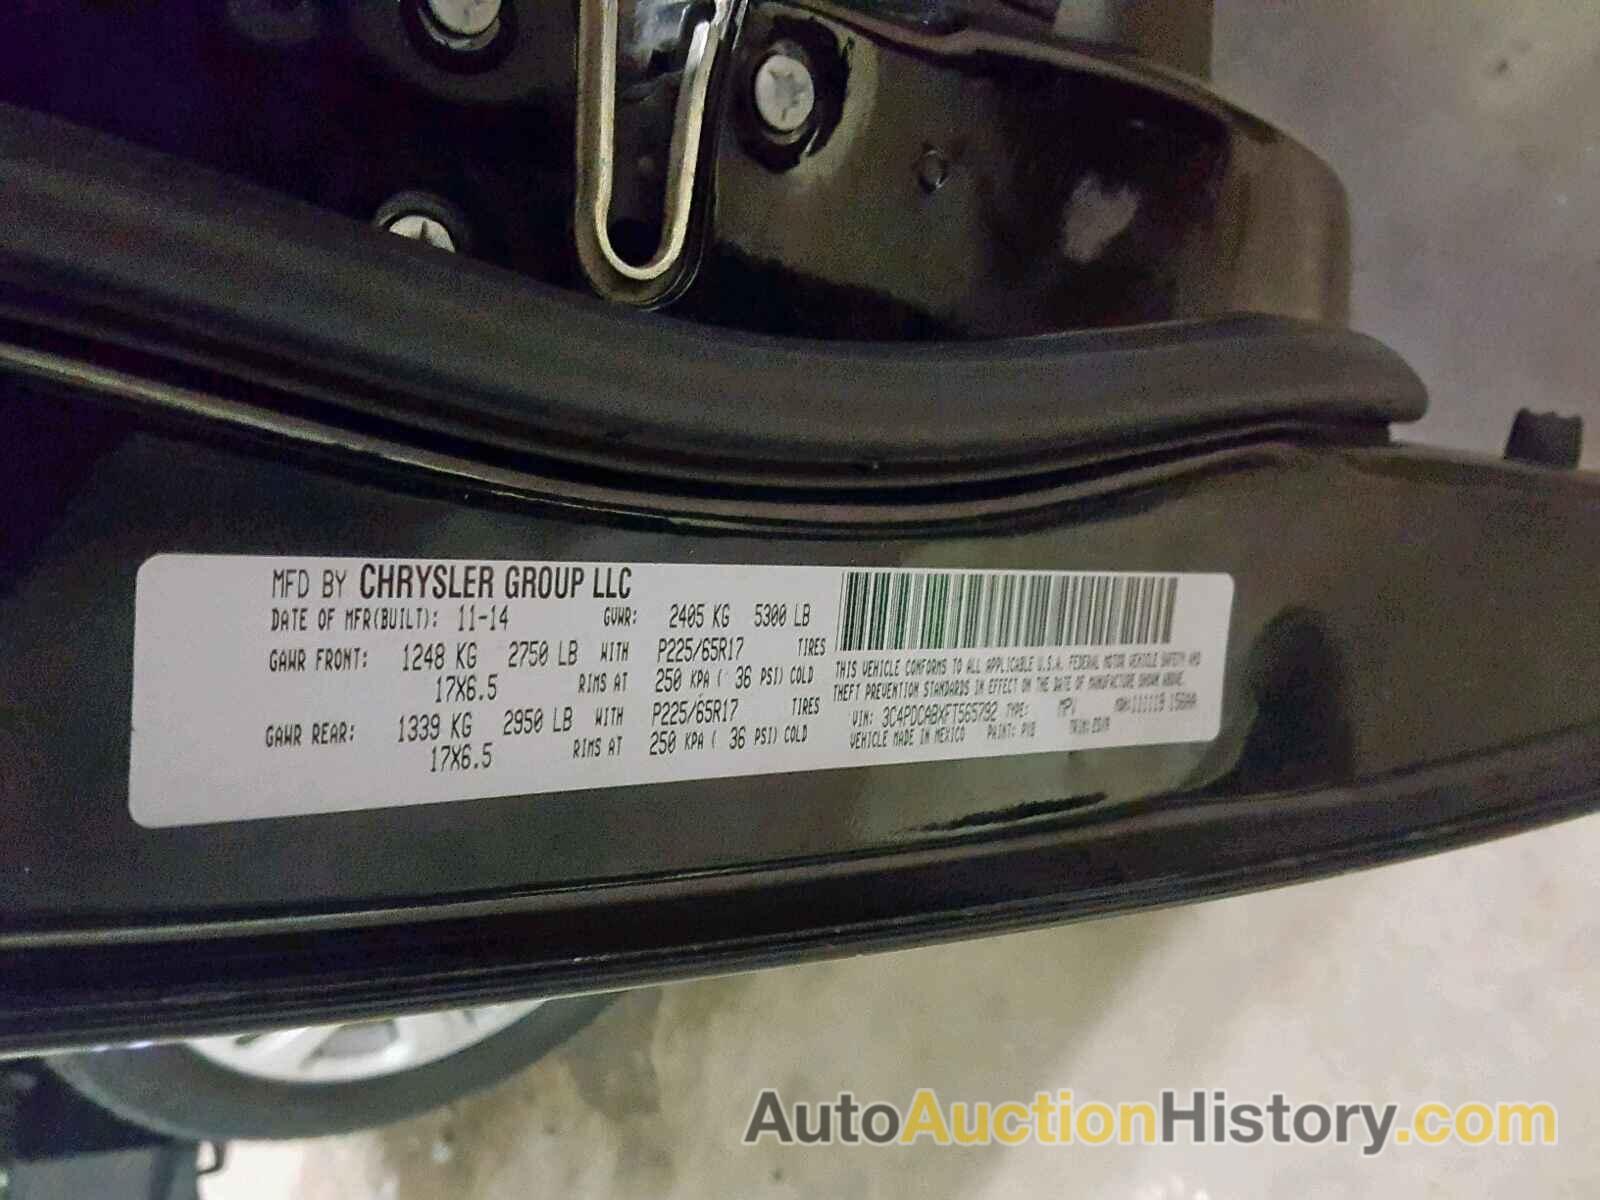 MFD BY CHRYSLER GROUP LLC
DATE OF MFR(BUILT): 11-14 GVWR: 2405 KG 5300 LB
GAWR FRONT: 1248 KG 2750 LB WITH P225/65R17 TIRES
17X6.5 RIMS AT 250 KPA ( 36 PSI) COLD
GAWR REAR: 1339 KG 2950 LB WITH P225/65R17 TIRES
17X6.5 RIMS AT 250 KPA ( 36 PSI) COLD
THIS VEHICLE CONFORMS TO ALL APPLICABLE U.S.A. FEDERAL MOTOR VEHICLE SAFETY AND
THEFT PREVENTION STANDARDS IN EFFECT ON THE DATE OF MANUFACTURE SHOWN ABOVE.
VIN: 3C4PDCABXFT565792 TYPE: MPV
VEHICLE MADE IN MEXICO PAINT: TRIM:
AutoAuctionHistory.com